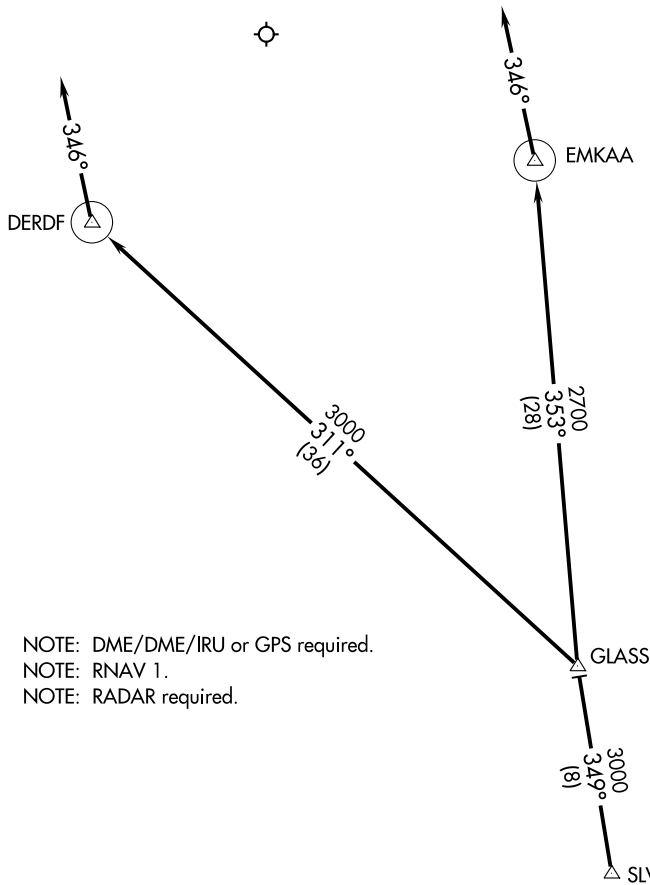 346°
346°
EMKAA
DERDF
2700
353°
(28)
3000
311°
(36)
NOTE: DME/DME/IRU or GPS required.
NOTE: RNAV 1.
NOTE: RADAR required.
GLASS
3000
349°
(8)